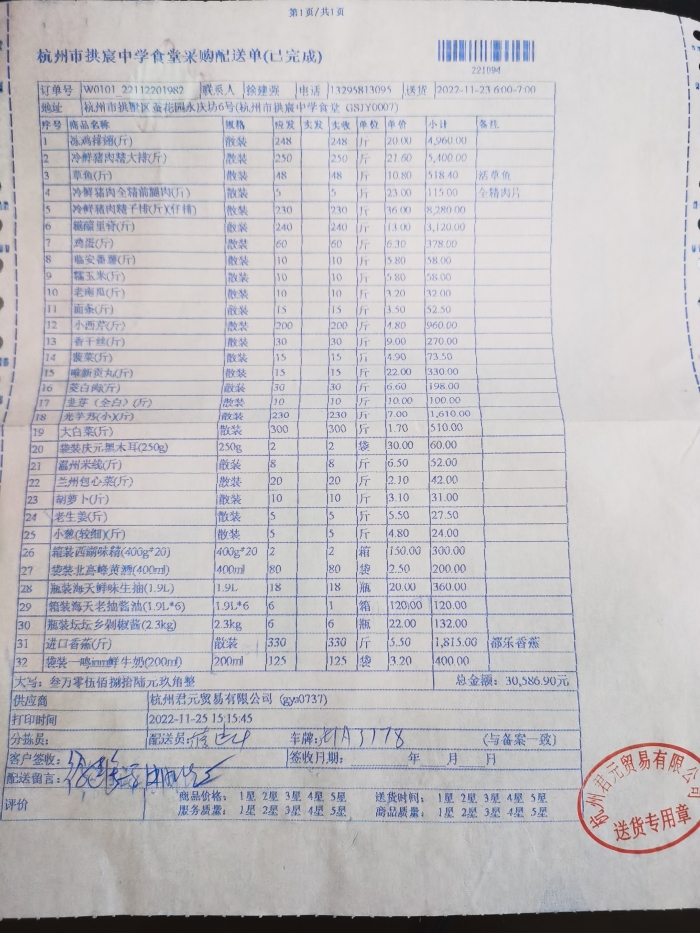 第1页/共1页
杭州市拱宸中学食堂采购配送单(已完成)
221094
订单号 W0101_22112201982 联系人 徐建强 电话 13295813095 送货 2022-11-23 6:00-7:00
地址 杭州市拱墅区蚕花园永庆坊6号(杭州市拱宸中学食堂 GSJY0007)
序号 商品名称 规格 应发 实发 实收 单位 单价 小计 备注
1 冻鸡排翅(斤) 散装 248 248 斤 20.00 4,960.00
2 冷鲜猪肉精大排(斤) 散装 250 250 斤 21.60 5,400.00
3 草鱼(斤) 散装 48 48 斤 10.80 518.40 活草鱼
4 冷鲜猪肉全精前腿肉(斤) 散装 5 5 斤 23.00 115.00 全精肉片
5 冷鲜猪肉精子排(斤)(仔排) 散装 230 230 斤 36.00 8,280.00
6 糖醋里脊(斤) 散装 240 240 斤 13.00 3,120.00
7 鸡蛋(斤) 散装 60 60 斤 6.30 378.00
8 临安番薯(斤) 散装 10 10 斤 5.80 58.00
9 糯玉米(斤) 散装 10 10 斤 5.80 58.00
10 老南瓜(斤) 散装 10 10 斤 3.20 32.00
11 面条(斤) 散装 15 15 斤 3.50 52.50
12 小西芹(斤) 散装 200 200 斤 4.80 960.00
13 香干丝(斤) 散装 30 30 斤 9.00 270.00
14 菠菜(斤) 散装 15 15 斤 4.90 73.50
15 唯新贡丸(斤) 散装 15 15 斤 22.00 330.00
16 茭白肉(斤) 散装 30 30 斤 6.60 198.00
17 韭芽（全白）(斤) 散装 10 10 斤 10.00 100.00
18 光芋艿(小)(斤) 散装 230 230 斤 7.00 1,610.00
19 大白菜(斤) 散装 300 300 斤 1.70 510.00
20 袋装庆元黑木耳(250g) 250g 2 2 袋 30.00 60.00
21 温州米线(斤) 散装 8 8 斤 6.50 52.00
22 兰州包心菜(斤) 散装 20 20 斤 2.10 42.00
23 胡萝卜(斤) 散装 10 10 斤 3.10 31.00
24 老生姜(斤) 散装 5 5 斤 5.50 27.50
25 小葱(较细)(斤) 散装 5 5 斤 4.80 24.00
26 箱装西湖味精(400g*20) 400g*20 2 2 箱 150.00 300.00
27 袋装北高峰黄酒(400ml) 400ml 80 80 袋 2.50 200.00
28 瓶装海天鲜味生抽(1.9L) 1.9L 18 18 瓶 20.00 360.00
29 箱装海天老抽酱油(1.9L*6) 1.9L*6 6 1 箱 120.00 120.00
30 瓶装坛坛乡剁椒酱(2.3kg) 2.3kg 6 6 瓶 22.00 132.00
31 进口香蕉(斤) 散装 330 330 斤 5.50 1,815.00 都乐香蕉
32 袋装一鸣iam鲜牛奶(200ml) 200ml 125 125 袋 3.20 400.00
大写：叁万零伍佰捌拾陆元玖角整 总金额：30,586.90元
供应商 杭州君元贸易有限公司 (gys0737)
打印时间 2022-11-25 15:15:45
分拣员： 配送员： 车牌： (与备案一致)
客户签收： 签收日期： 年 月 日
配送留言：
评价 商品价格： 1星 2星 3星 4星 5星 送货时间： 1星 2星 3星 4星 5星
服务质量： 1星 2星 3星 4星 5星 商品质量： 1星 2星 3星 4星 5星
杭州君元贸易有限公司
送货专用章